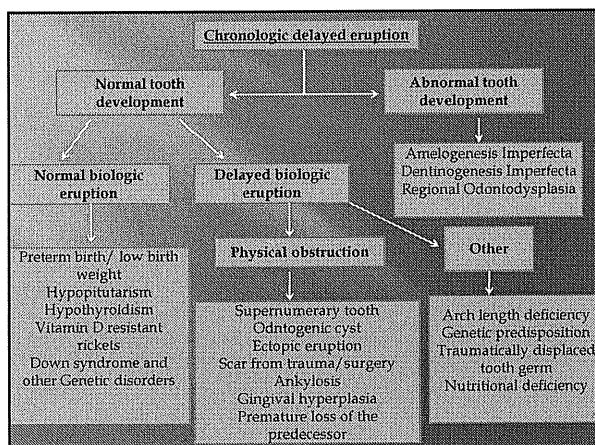 Chronologic delayed eruption
Normal tooth
development
Abnormal tooth
development
Normal biologic
eruption
Delayed biologic
eruption
Amelogenesis Imperfecta
Dentinogenesis Imperfecta
Regional Odontodysplasia
Physical obstruction
Other
Preterm birth/ low birth
weight
Hypopitutarism
Hypothyroidism
Vitamin D resistant
rickets
Down syndrome and
other Genetic disorders
Supernumerary tooth
Odntogenic cyst
Ectopic eruption
Scar from trauma/surgery
Ankylosis
Gingival hyperplasia
Premature loss of the
predecessor
Arch length deficiency
Genetic predisposition
Traumatically displaced
tooth germ
Nutritional deficiency